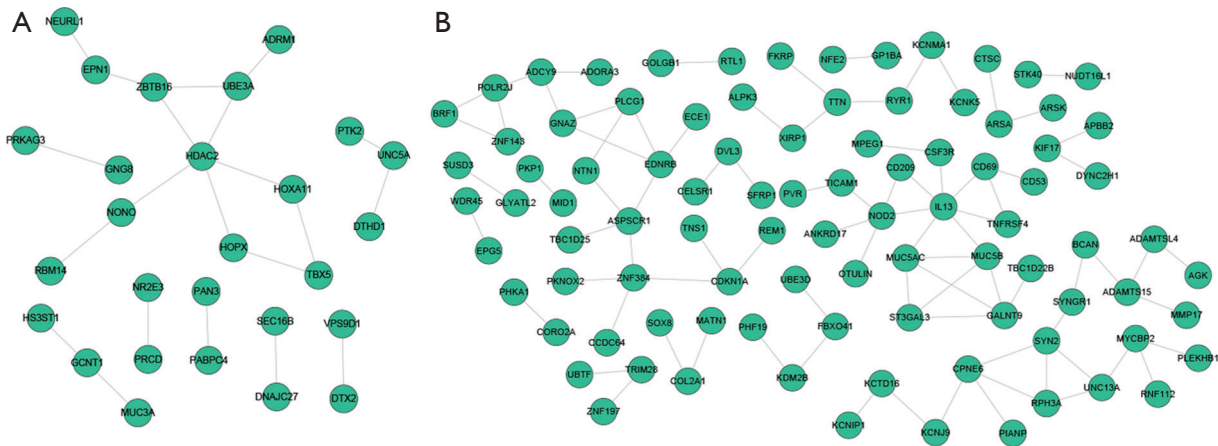 A
NEURL1
ADRM1
EPN1
ZBTB16
UBE3A
PTK2
PRKAG3
HDAC2
UNC5A
GNG8
HOXA11
NONO
DTHD1
HOPX
RBM14
TBX5
NR2E3
PAN3
HS3ST1
SEC16B
VPS9D1
GCNT1
PRCD
PABPC4
DNAJC27
DTX2
MUC3A
B
KCNMA1
FKRP
NFE2
GP1BA
GOLGB1
RTL1
CTSC
ADCY9
ADORA3
STK40
NUDT16L1
POLR2J
PLCG1
ALPK3
TTN
RYR1
KCNK5
BRF1
GNAZ
ECE1
ARSK
ARSA
ZNF143
XIRP1
APBB2
SUSD3
PKP1
NTN1
EDNRB
DVL3
MPEG1
CSF3R
KIF17
CD209
CD69
CD53
DYNC2H1
WDR45
GLYATL2
MID1
CELSR1
SFRP1
PVR
TICAM1
ASPSCR1
NOD2
IL13
TNFRSF4
TBC1D25
TNS1
REM1
ANKRD17
EPG5
BCAN
ADAMTSL4
MUC5AC
MUC5B
OTULIN
TBC1D22B
PKNOX2
ZNF384
CDKN1A
UBE3D
AGK
PHKA1
SYNGR1
ADAMTS15
CORO2A
ST3GAL3
GALNT9
MMP17
SOX8
MATN1
PHF19
FBXO41
CCDC64
SYN2
MYCBP2
PLEKHB1
UBTF
TRIM28
COL2A1
KDM2B
CPNE6
KCTD16
UNC13A
RNF112
ZNF197
RPH3A
KCNIP1
KCNJ9
PIANP